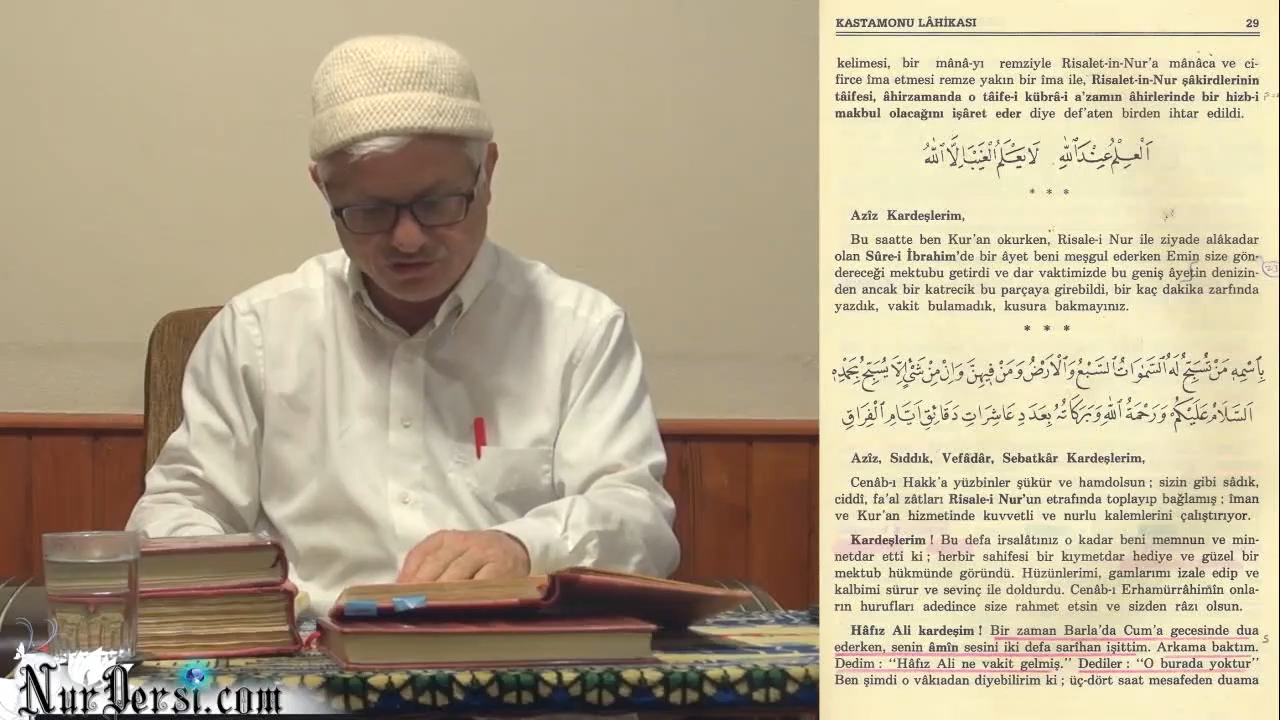 KASTAMONU LÂHİKASI 29
kelimesi, bir mânâ-yı remziyle Risalet-in-Nur'a mânâca ve ci-
firce îma etmesi remze yakın bir îma ile, Risalet-in-Nur şâkirdlerinin
tâifesi, âhirzamanda o tâife-i kübrâ-i a'zamın âhirlerinde bir hizb-i
makbul olacağını işâret eder diye def'aten birden ihtar edildi.
اَلْعِلْمُ عِنْدَ اللّٰهِ لَا يَعْلَمُ الْغَيْبَ اِلَّا اللّٰهُ
* * *
Azîz Kardeşlerim,
Bu saatte ben Kur'an okurken, Risale-i Nur ile ziyade alâkadar
olan Sûre-i İbrahim'de bir âyet beni meşgul ederken Emin size gön-
dereceği mektubu getirdi ve dar vaktimizde bu geniş âyetin denizin-
den ancak bir katrecik bu parçaya girebildi, bir kaç dakika zarfında
yazdık, vakit bulamadık, kusura bakmayınız.
* * *
بِاسْمِهِ مَنْ تُسَبِّحُ لَهُ السَّمٰوَاتُ السَّبْعُ وَالْاَرْضُ وَمَنْ فِيهِنَّ وَاِنْ مِنْ شَيْءٍ اِلَّا يُسَبِّحُ بِحَمْدِهِ
اَلسَّلَامُ عَلَيْكُمْ وَرَحْمَةُ اللّٰهِ وَبَرَكَاتُهُ بِعَدَدِ عَاشِرَاتِ دَقَائِقِ اَيَّامِ الْفِرَاقِ
Azîz, Sıddık, Vefâdâr, Sebatkâr Kardeşlerim,
Cenâb-ı Hakk'a yüzbinler şükür ve hamdolsun ; sizin gibi sâdık,
ciddî, fa'al zâtları Risale-i Nur'un etrafında toplayıp bağlamış ; îman
ve Kur'an hizmetinde kuvvetli ve nurlu kalemlerini çalıştırıyor.
Kardeşlerim ! Bu defa irsalâtınız o kadar beni memnun ve min-
netdar etti ki ; herbir sahifesi bir kıymetdar hediye ve güzel bir
mektub hükmünde göründü. Hüzünlerimi, gamlarımı izale edip ve
kalbimi sürur ve sevinç ile doldurdu. Cenâb-ı Erhamürrâhimîn onla-
rın hurufları adedince size rahmet etsin ve sizden râzı olsun.
Hâfız Ali kardeşim ! Bir zaman Barla'da Cum'a gecesinde dua
ederken, senin âmîn sesini iki defa sarihan işittim. Arkama baktım.
Dedim : "Hâfız Ali ne vakit gelmiş." Dediler : "O burada yoktur"
Ben şimdi o vâkıadan diyebilirim ki ; üç-dört saat mesafeden duama
NurDersi.com